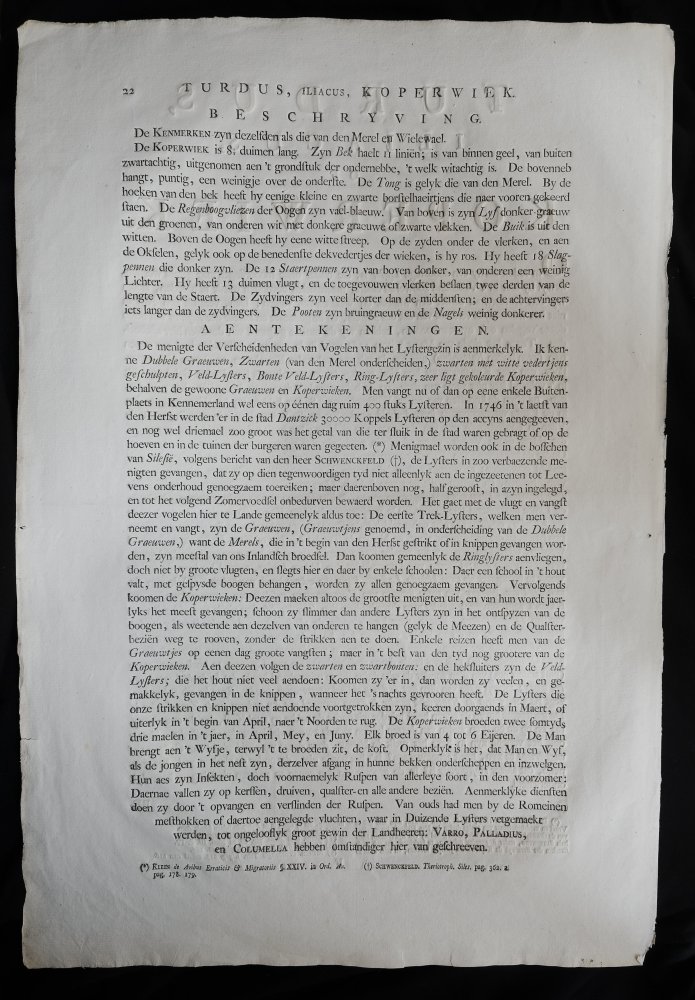 22 TURDUS, ILIACUS, KOPERWIEK.
BESCHRYVING.
De KENMERKEN zyn dezelfden als die van den Merel en Wielewael.
De KOPERWIEK is 8½ duimen lang. Zyn Bek haelt 11 liniën; is van binnen geel, van buiten
zwartachtig, uitgenomen aen 't grondſtuk der ondernebbe, 't welk witachtig is. De bovenneb
hangt, puntig, een weinigje over de onderſte. De Tong is gelyk die van den Merel. By de
hoeken van den bek heeft hy eenige kleine en zwarte borſtelhairtjens die naer vooren gekeerd
ſtaen. De Regenboogvliezen der Oogen zyn vael-blaeuw. Van boven is zyn Lyf donker-graeuw
uit den groenen, van onderen wit met donkere graeuwe of zwarte vlekken. De Buik is uit den
witten. Boven de Oogen heeft hy eene witte ſtreep. Op de zyden onder de vlerken, en aen
de Okſelen, gelyk ook op de benedenſte dekvedertjes der wieken, is hy ros. Hy heeft 18 Slag-
pennen die donker zyn. De 12 Staertpennen zyn van boven donker, van onderen een weinig
Lichter. Hy heeft 13 duimen vlugt, en de toegevouwen vlerken beſlaen twee derden van de
lengte van de Staert. De Zydvingers zyn veel korter dan de middenſten; en de achtervingers
iets langer dan de zydvingers. De Pooten zyn bruingraeuw en de Nagels weinig donkerer.
AENTEKENINGEN.
De menigte der Verſcheidenheden van Vogelen van het Lyſtergezin is aenmerkelyk. Ik ken-
ne Dubbele Graeuwen, Zwarten (van den Merel onderſcheiden,) zwarten met witte vedertjens
geſchulpten, Veld-Lyſters, Bonte Veld-Lyſters, Ring-Lyſters, zeer ligt gekoleurde Koperwieken,
behalven de gewoone Graeuwen en Koperwieken. Men vangt nu of dan op eene enkele Buiten-
plaets in Kennemerland wel eens op éénen dag ruim 400 ſtuks Lyſteren. In 1746 in 't laetſt van
den Herfſt werden 'er in de ſtad Dantzick 30000 Koppels Lyſteren op den accyns aengegeeven,
en nog wel driemael zoo groot was het getal van die ter ſluik in de ſtad waren gebragt of op de
hoeven en in de tuinen der burgeren waren gegeeten. (*) Menigmael worden ook in de boſſchen
van Sileſië, volgens bericht van den heer SCHWENCKFELD (†), de Lyſters in zoo verbaezende me-
nigten gevangen, dat zy op dien tegenwoordigen tyd niet alleenlyk aen de ingezeetenen tot Lee-
vens onderhoud genoegzaem toereiken; maer daerenboven nog, half gerooſt, in azyn ingelegd,
en tot het volgend Zomervoedſel onbedurven bewaerd worden. Het gaet met de vlugt en vangſt
deezer vogelen hier te Lande gemeenelyk aldus toe: De eerſte Trek-Lyſters, welken men ver-
neemt en vangt, zyn de Graeuwen, (Graeuwtjens genoemd, in onderſcheiding van de Dubbele
Graeuwen,) want de Merels, die in 't begin van den Herfſt geſtrikt of in knippen gevangen wor-
den, zyn meeſtal van ons Inlandſch broedſel. Dan koomen gemeenlyk de Ringlyſters aenvliegen,
doch niet by groote vlugten, en ſlegts hier en daer by enkele ſchoolen: Daer een ſchool in 't hout
valt, met geſpysde boogen behangen, worden zy allen genoegzaem gevangen. Vervolgends
koomen de Koperwieken: Deezen maeken altoos de grootſte menigten uit, en van hun wordt jaer-
lyks het meeſt gevangen; ſchoon zy ſlimmer dan andere Lyſters zyn in het ontſpyzen van de
boogen, als weetende aen dezelven van onderen te hangen (gelyk de Meezen) en de Qualſter-
beziën weg te rooven, zonder de ſtrikken aen te doen. Enkele reizen heeft men van de
Graeuwtjes op eenen dag groote vangſten; maer in 't beſt van den tyd nog grootere van de
Koperwieken. Aen deezen volgen de zwarten en zwartbonten: en de hekſluiters zyn de Veld-
Lyſters; die het hout niet veel aendoen: Koomen zy 'er in, dan worden zy veelen, en ge-
makkelyk, gevangen in de knippen, wanneer het 's nachts gevrooren heeft. De Lyſters die
onze ſtrikken en knippen niet aendoende voortgetrokken zyn, keeren doorgaends in Maert, of
uiterlyk in 't begin van April, naer 't Noorden te rug. De Koperwieken broeden twee ſomtyds
drie maelen in 't jaer, in April, Mey, en Juny. Elk broed is van 4 tot 6 Eijeren. De Man
brengt aen 't Wyfje, terwyl 't te broeden zit, de koſt. Opmerklyk is het, dat Man en Wyf,
als de jongen in het neſt zyn, derzelver afgang in hunne bekken onderſcheppen en inzwelgen.
Hun aes zyn Inſekten, doch voornaemelyk Ruſpen van allerleye ſoort, in den voorzomer:
Daernae vallen zy op kerſſen, druiven, qualſter- en alle andere beziën. Aenmerklyke dienſten
doen zy door 't opvangen en verſlinden der Ruſpen. Van ouds had men by de Romeinen
meſthokken of daertoe aengelegde vluchten, waar in Duizende Lyſters vetgemaekt
werden, tot ongelooflyk groot gewin der Landheeren: VARRO, PALLADIUS,
en COLUMELLA hebben omſtandiger hier van geſchreeven.
(*) KLEIN de Avibus Erraticis & Migratoriis §. XXIV. in Ord. Av. (†) SCHWENCKFELD. Theriotroph. Siles. pag. 362. 2.
pag. 178. 179.